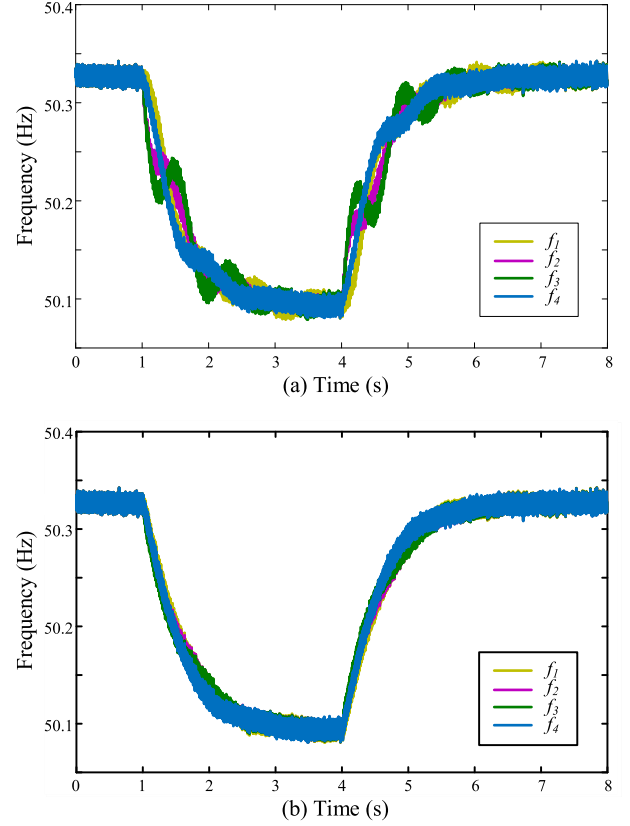 50.4
50.3
50.2
50.1
Frequency (Hz)
f1
f2
f3
f4
0 1 2 3 4 5 6 7 8
(a) Time (s)
50.4
50.3
50.2
50.1
Frequency (Hz)
f1
f2
f3
f4
0 1 2 3 4 5 6 7 8
(b) Time (s)